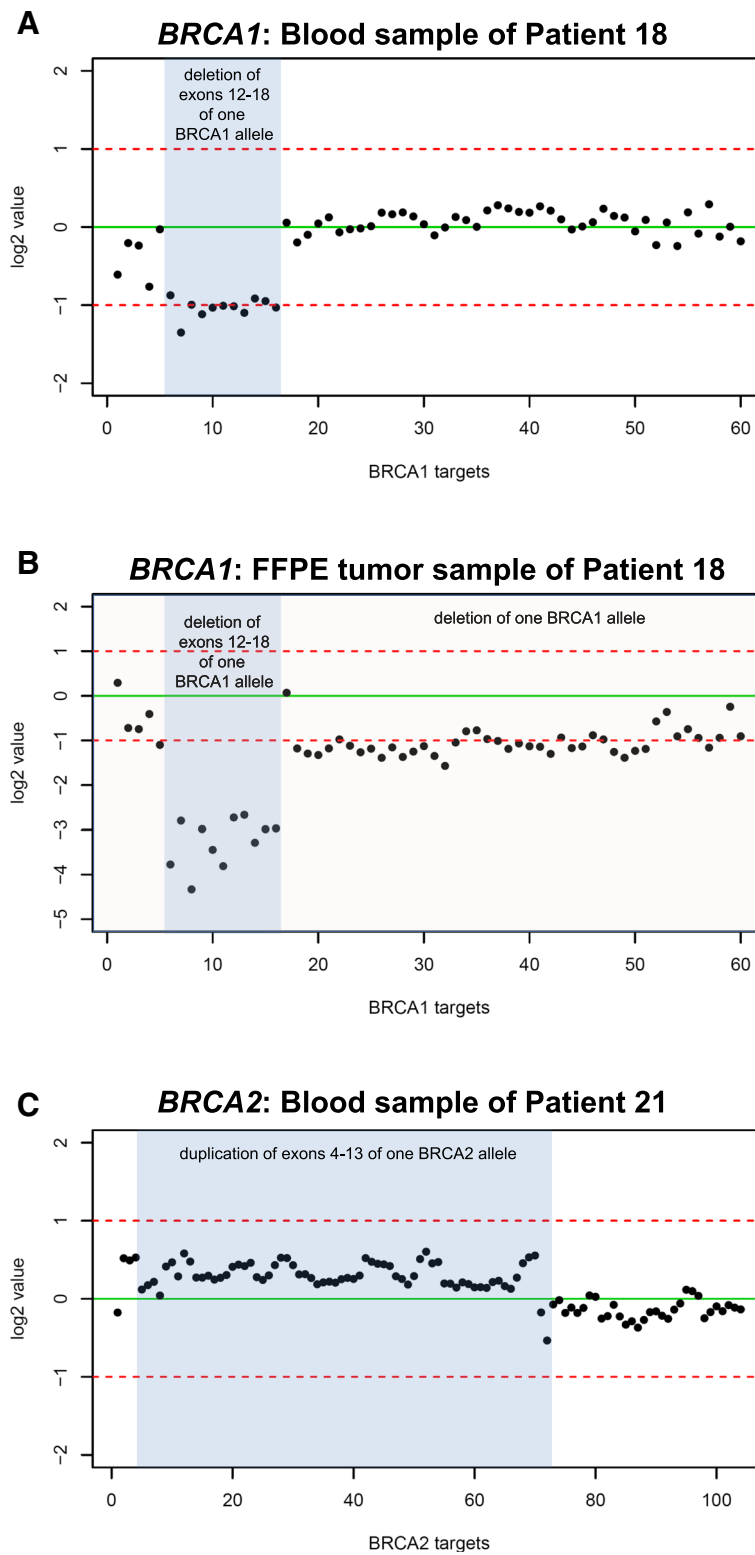 A
BRCA1: Blood sample of Patient 18
deletion of
exons 12-18
of one
BRCA1 allele
log2 value
2
1
0
−1
−2
0 10 20 30 40 50 60
BRCA1 targets
B
BRCA1: FFPE tumor sample of Patient 18
deletion of
exons 12-18
of one
BRCA1 allele
deletion of one BRCA1 allele
log2 value
2
1
0
−1
−2
−3
−4
−5
0 10 20 30 40 50 60
BRCA1 targets
C
BRCA2: Blood sample of Patient 21
duplication of exons 4-13 of one BRCA2 allele
log2 value
2
1
0
−1
−2
0 20 40 60 80 100
BRCA2 targets